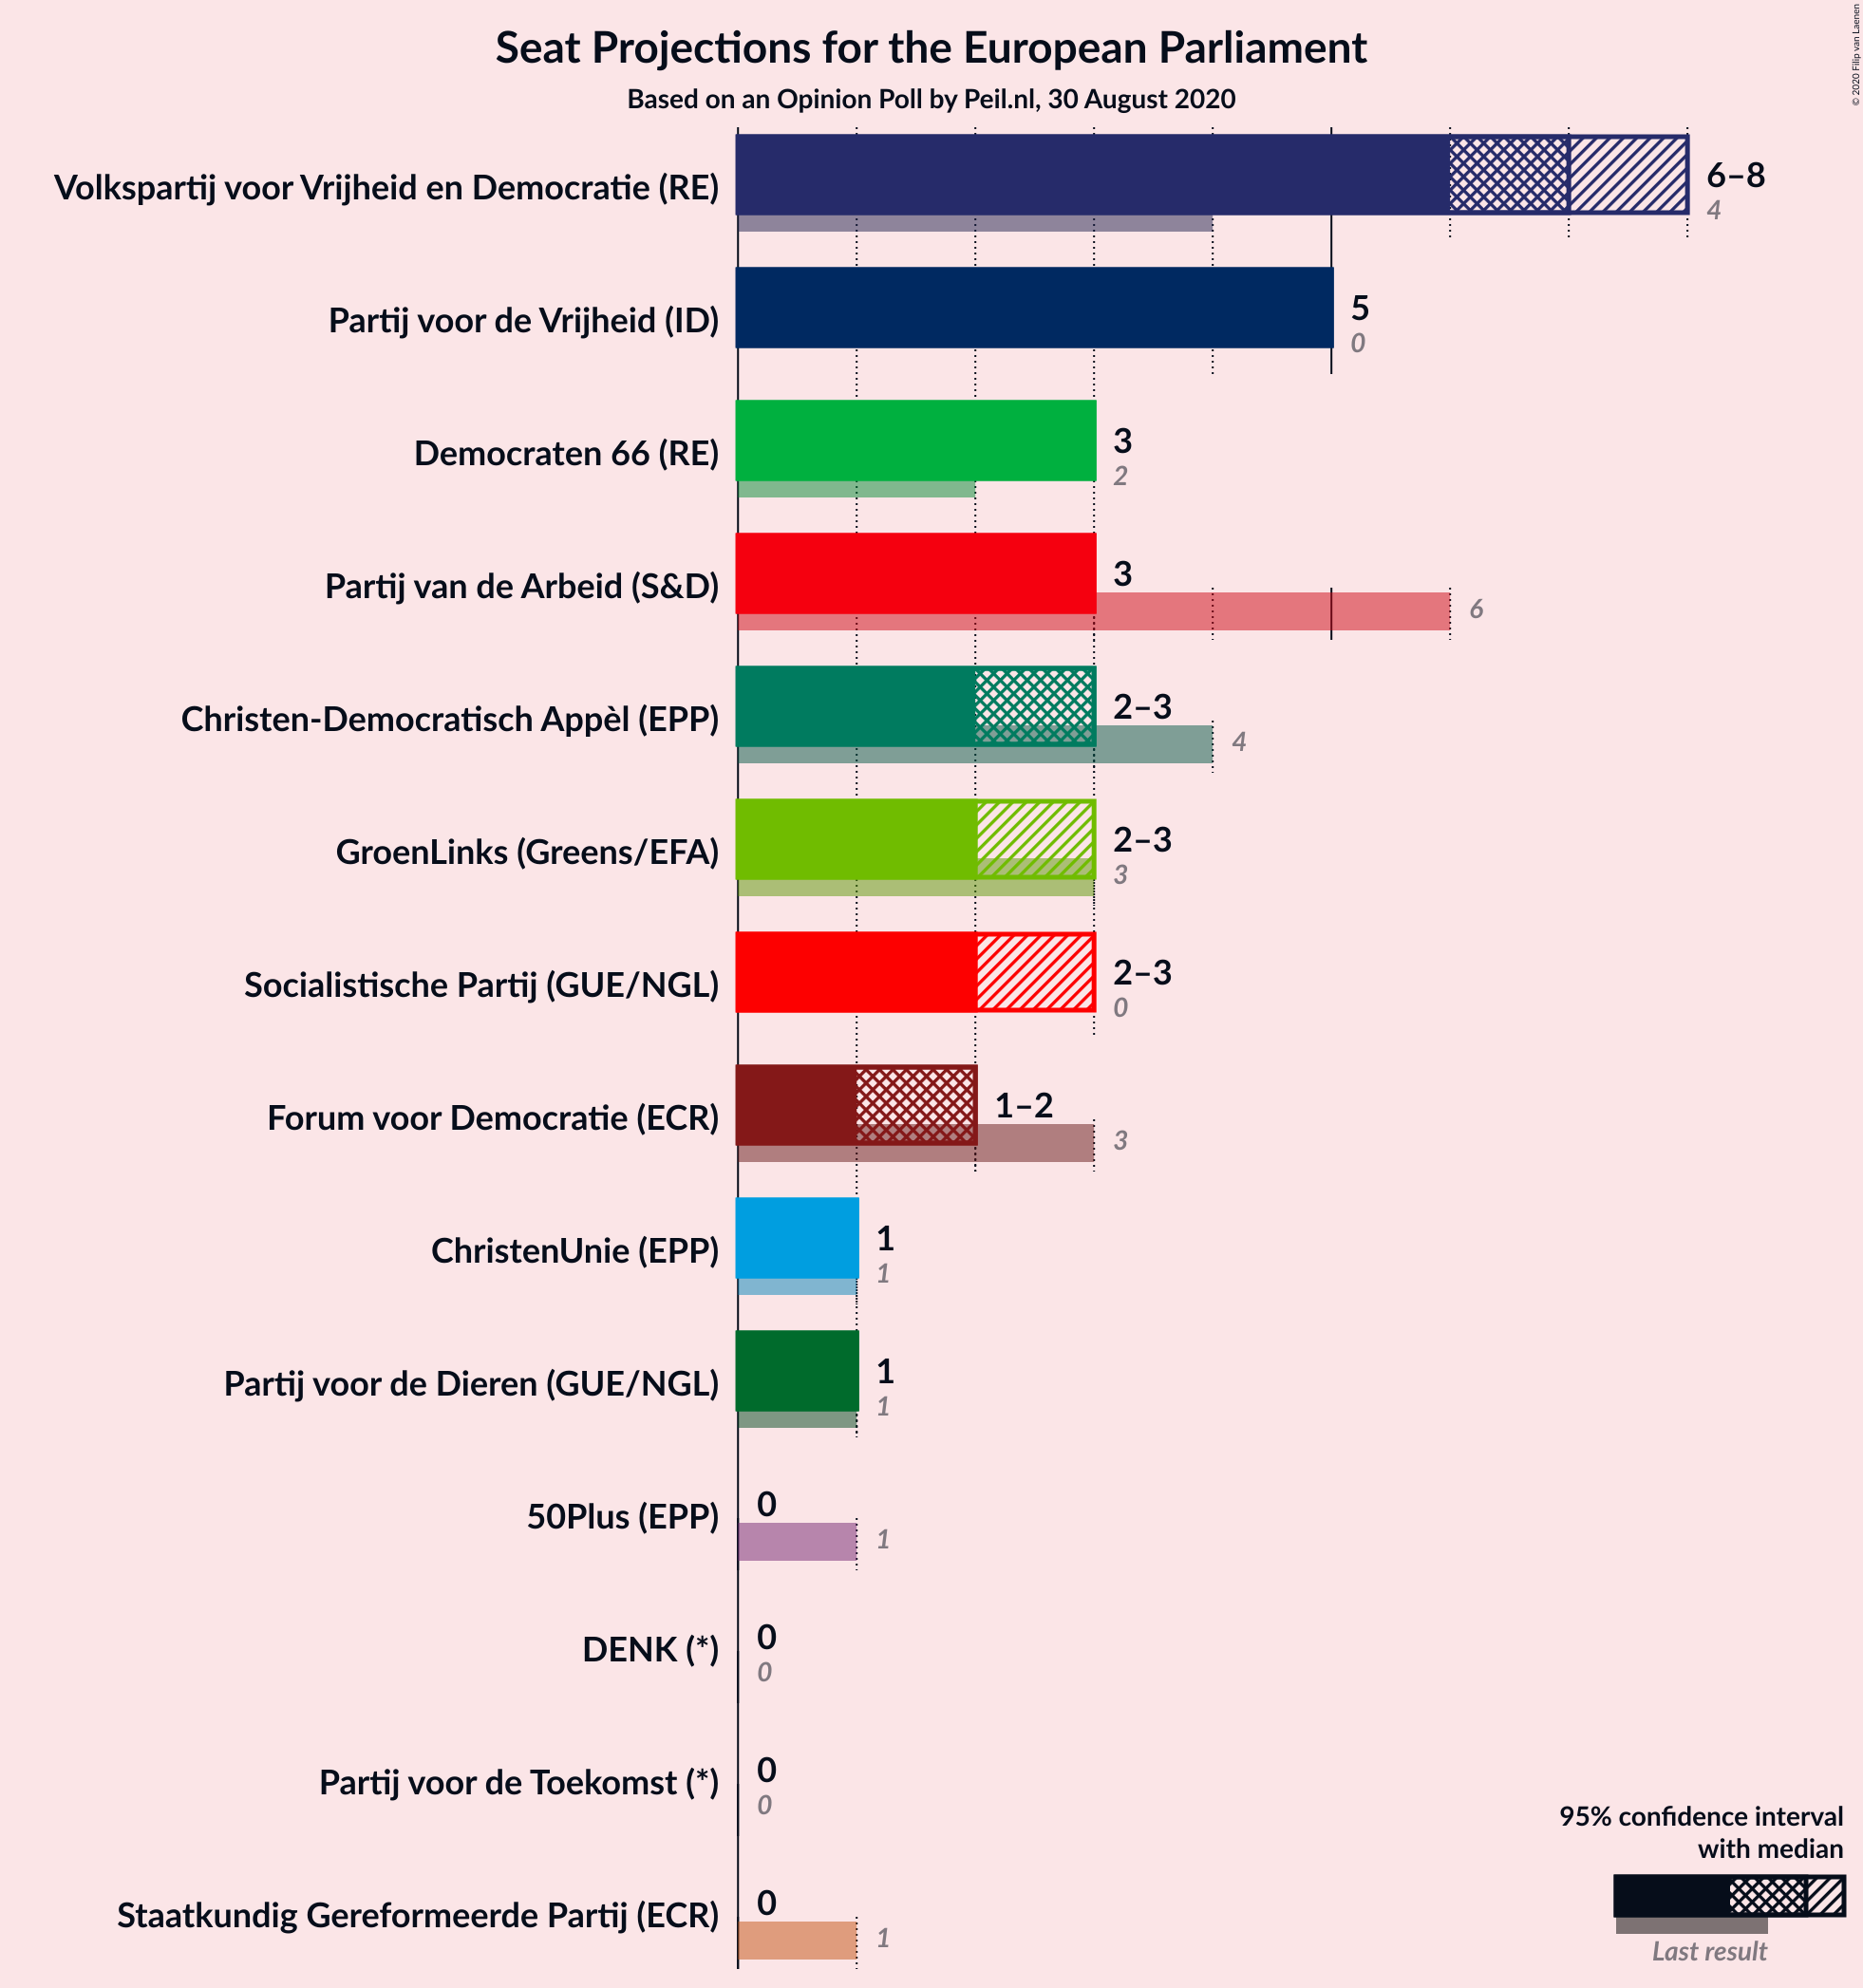 Seat Projections for the European Parliament
Based on an Opinion Poll by Peil.nl, 30 August 2020
© 2020 Filip van Laenen
Volkspartij voor Vrijheid en Democratie (RE)
6–8
4
Partij voor de Vrijheid (ID)
5
0
Democraten 66 (RE)
3
2
Partij van de Arbeid (S&D)
3
6
Christen-Democratisch Appèl (EPP)
2–3
4
GroenLinks (Greens/EFA)
2–3
3
Socialistische Partij (GUE/NGL)
2–3
0
Forum voor Democratie (ECR)
1–2
3
ChristenUnie (EPP)
1
1
Partij voor de Dieren (GUE/NGL)
1
1
50Plus (EPP)
0
1
DENK (*)
0
0
Partij voor de Toekomst (*)
0
0
Staatkundig Gereformeerde Partij (ECR)
0
1
95% confidence interval
with median
Last result